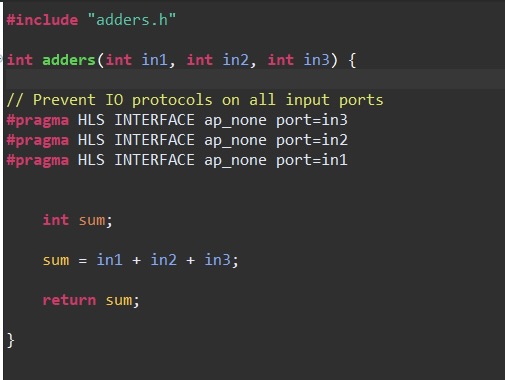 #include "adders.h"
int adders(int in1, int in2, int in3) {
// Prevent IO protocols on all input ports
#pragma HLS INTERFACE ap_none port=in3
#pragma HLS INTERFACE ap_none port=in2
#pragma HLS INTERFACE ap_none port=in1
int sum;
sum = in1 + in2 + in3;
return sum;
}